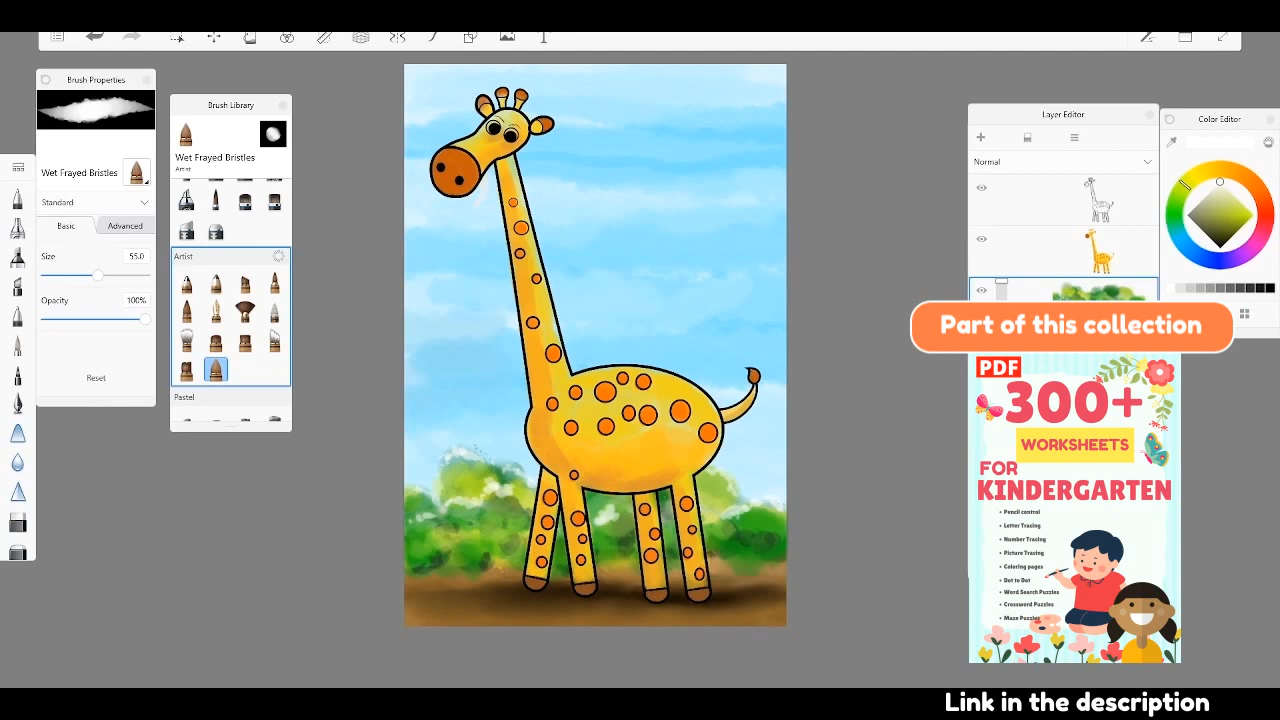 Brush Properties
Wet Frayed Bristles
Standard
Basic
Advanced
Size
55.0
Opacity
100%
Reset
Brush Library
Wet Frayed Bristles
Artist
Artist
Pastel
Layer Editor
Normal
Color Editor
Part of this collection
PDF
300+
WORKSHEETS
FOR
KINDERGARTEN
• Pencil control
• Letter Tracing
• Number Tracing
• Picture Tracing
• Coloring pages
• Dot to Dot
• Word Search Puzzles
• Crossword Puzzles
• Maze Puzzles
Link in the description